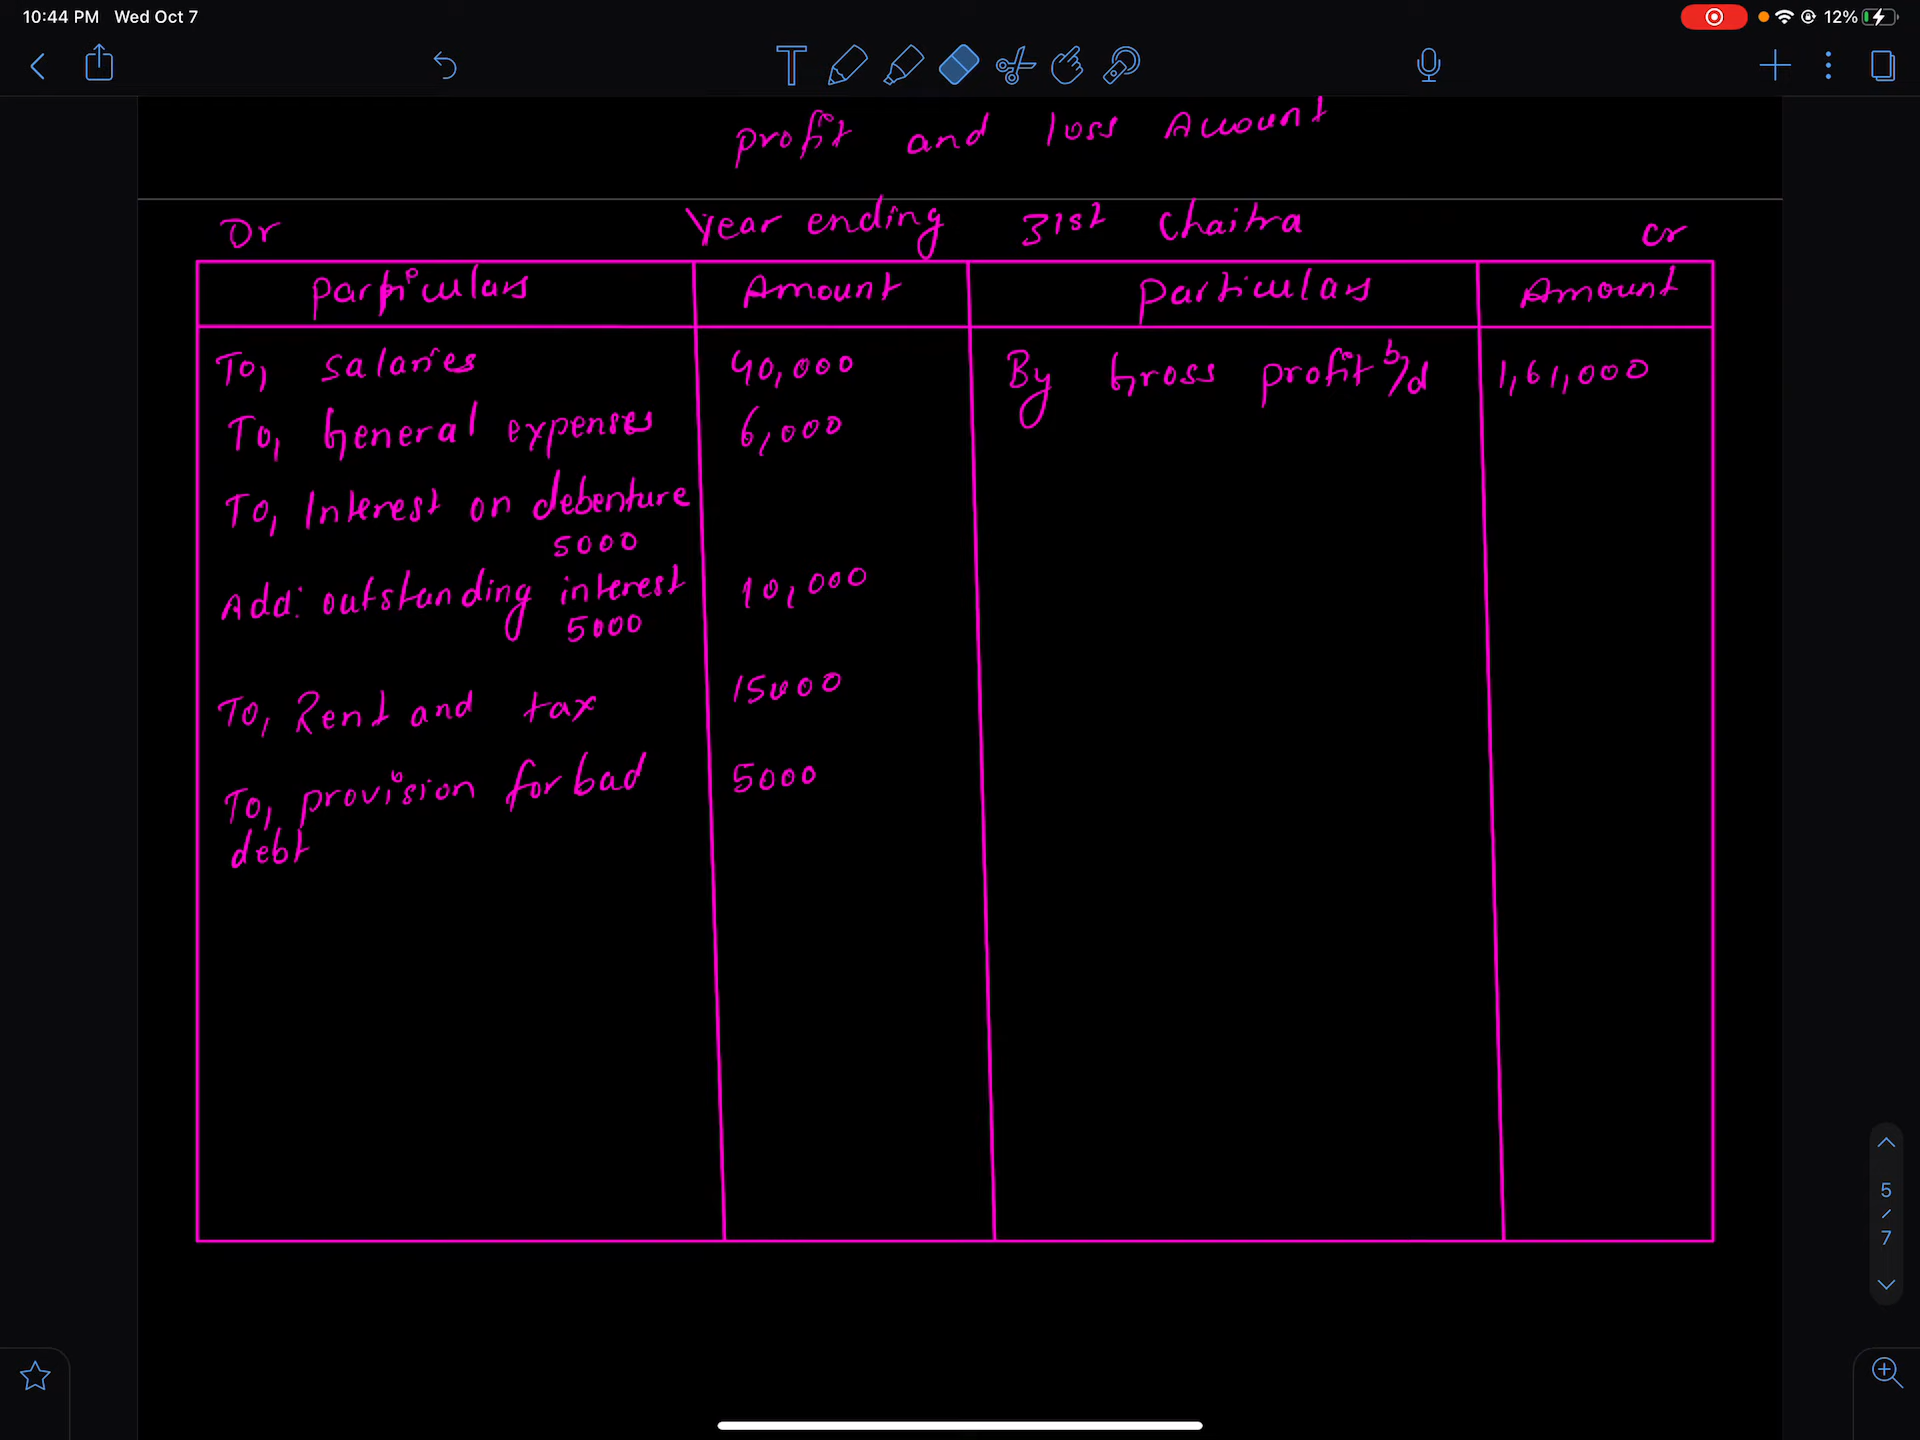 10:44 PM Wed Oct 7
12%
profit and loss Account
Year ending 31st Chaitra
Dr
cr
particulars Amount particulars Amount
To, salaries 40,000 By Gross profit b/d 1,61,000
To, General expenses 6,000
To, Interest on debenture
5000
Add: outstanding interest 10,000
5000
To, Rent and tax 15000
To, provision for bad 5000
debt
5
/
7